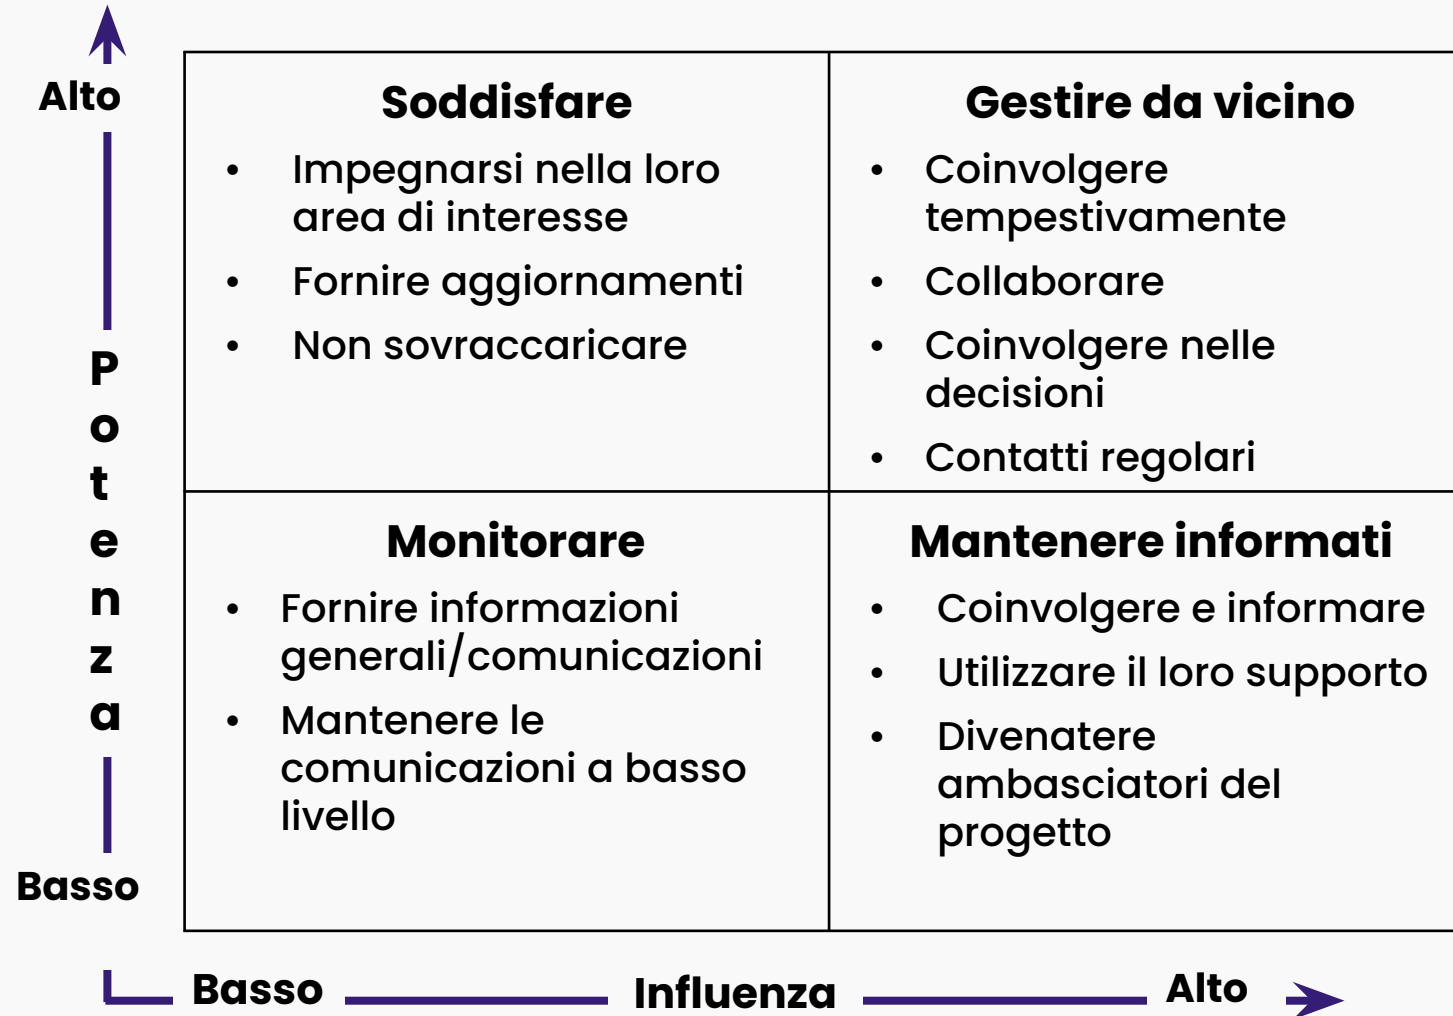 Alto
Soddisfare
• Impegnarsi nella loro
area di interesse
• Fornire aggiornamenti
• Non sovraccaricare
Gestire da vicino
• Coinvolgere
tempestivamente
• Collaborare
• Coinvolgere nelle
decisioni
• Contatti regolari
Potenza
Monitorare
• Fornire informazioni
generali/comunicazioni
• Mantenere le
comunicazioni a basso
livello
Mantenere informati
• Coinvolgere e informare
• Utilizzare il loro supporto
• Divenatere
ambasciatori del
progetto
Basso
Basso
Influenza
Alto